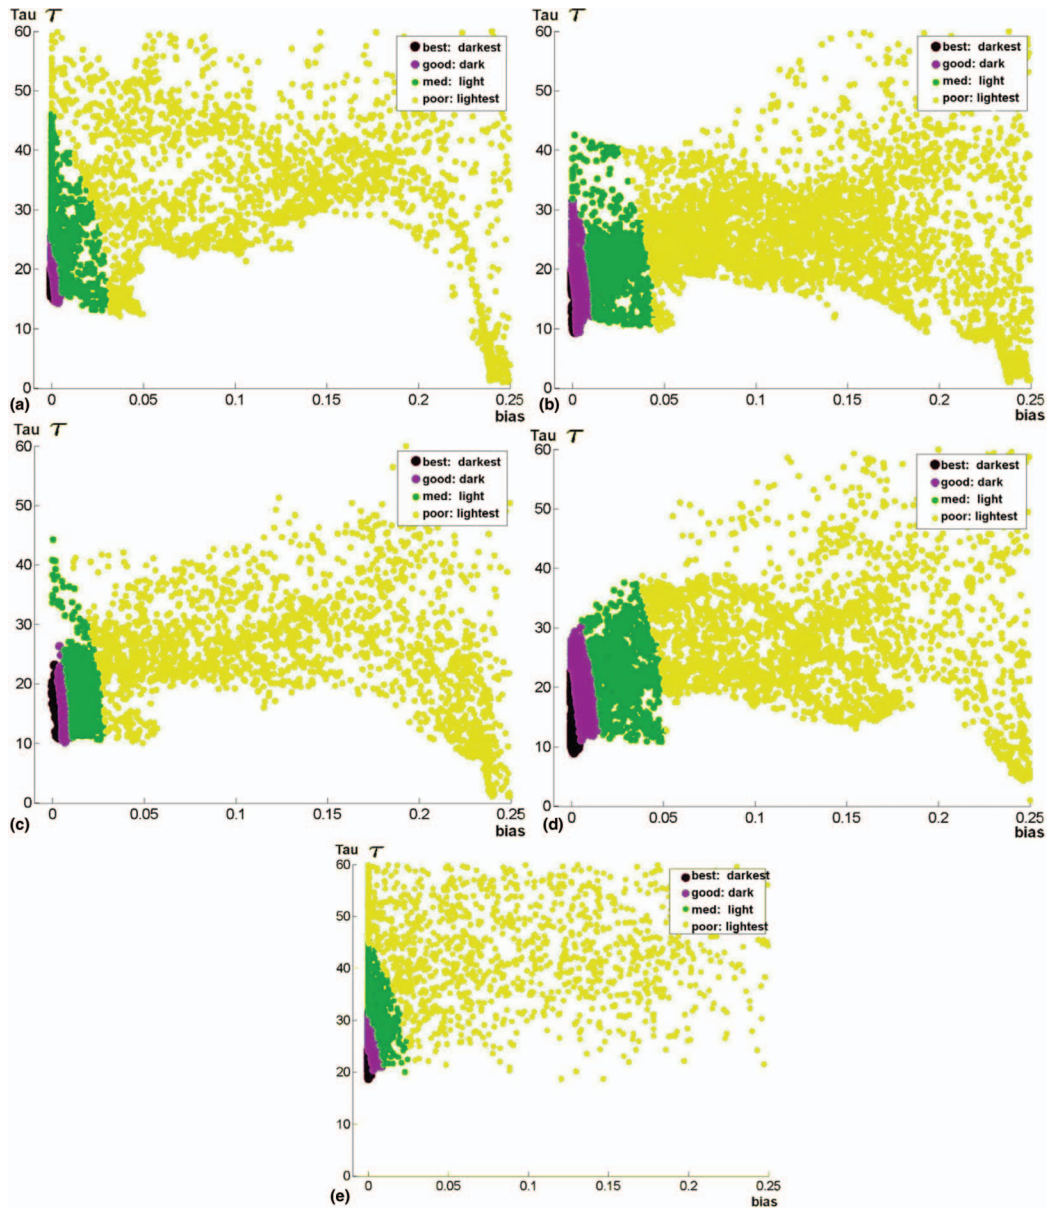 Tau τ
60
50
40
30
20
10
0
best: darkest
good: dark
med: light
poor: lightest
0 0.05 0.1 0.15 0.2 0.25
(a)
bias
Tau τ
60
50
40
30
20
10
0
best: darkest
good: dark
med: light
poor: lightest
0 0.05 0.1 0.15 0.2 0.25
(b)
bias
Tau τ
60
50
40
30
20
10
0
best: darkest
good: dark
med: light
poor: lightest
0 0.05 0.1 0.15 0.2 0.25
(c)
bias
Tau τ
60
50
40
30
20
10
0
best: darkest
good: dark
med: light
poor: lightest
0 0.05 0.1 0.15 0.2 0.25
(d)
bias
Tau τ
60
50
40
30
20
10
0
best: darkest
good: dark
med: light
poor: lightest
0 0.05 0.1 0.15 0.2 0.25
(e)
bias